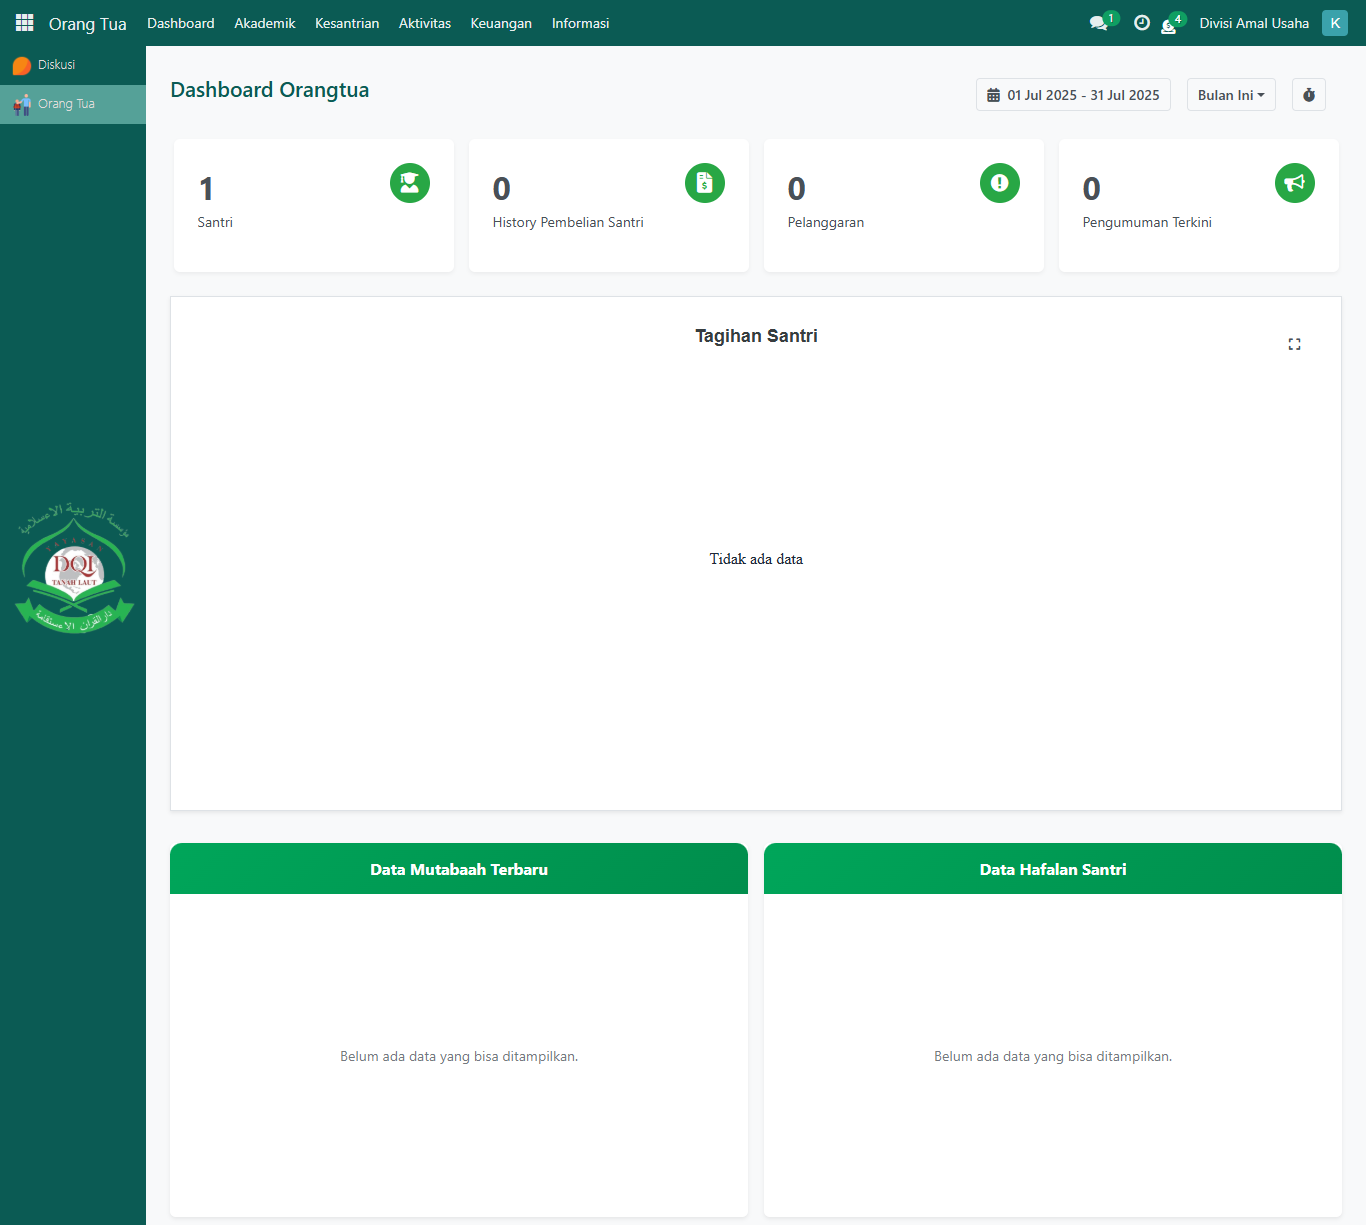 Orang Tua Dashboard Akademik Kesantrian Aktivitas Keuangan Informasi 1 4 Divisi Amal Usaha K
Diskusi
Orang Tua
Dashboard Orangtua
01 Jul 2025 - 31 Jul 2025 Bulan Ini
1
Santri
0
History Pembelian Santri
0
Pelanggaran
0
Pengumuman Terkini
Tagihan Santri
Tidak ada data
مؤسسة التربية الاسلامية
YAYASAN
DQI
TANAH LAUT
دار القرآن الاستقامة
Data Mutabaah Terbaru
Belum ada data yang bisa ditampilkan.
Data Hafalan Santri
Belum ada data yang bisa ditampilkan.